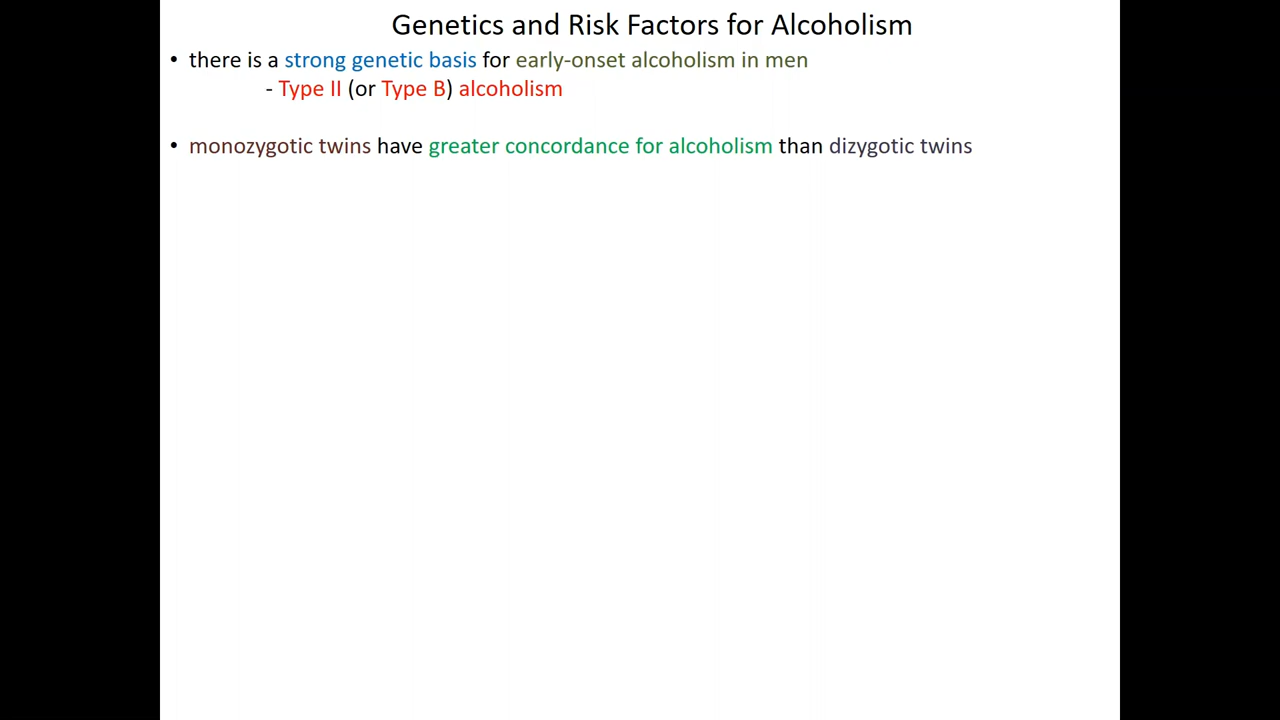 Genetics and Risk Factors for Alcoholism
• there is a strong genetic basis for early-onset alcoholism in men
- Type II (or Type B) alcoholism
• monozygotic twins have greater concordance for alcoholism than dizygotic twins